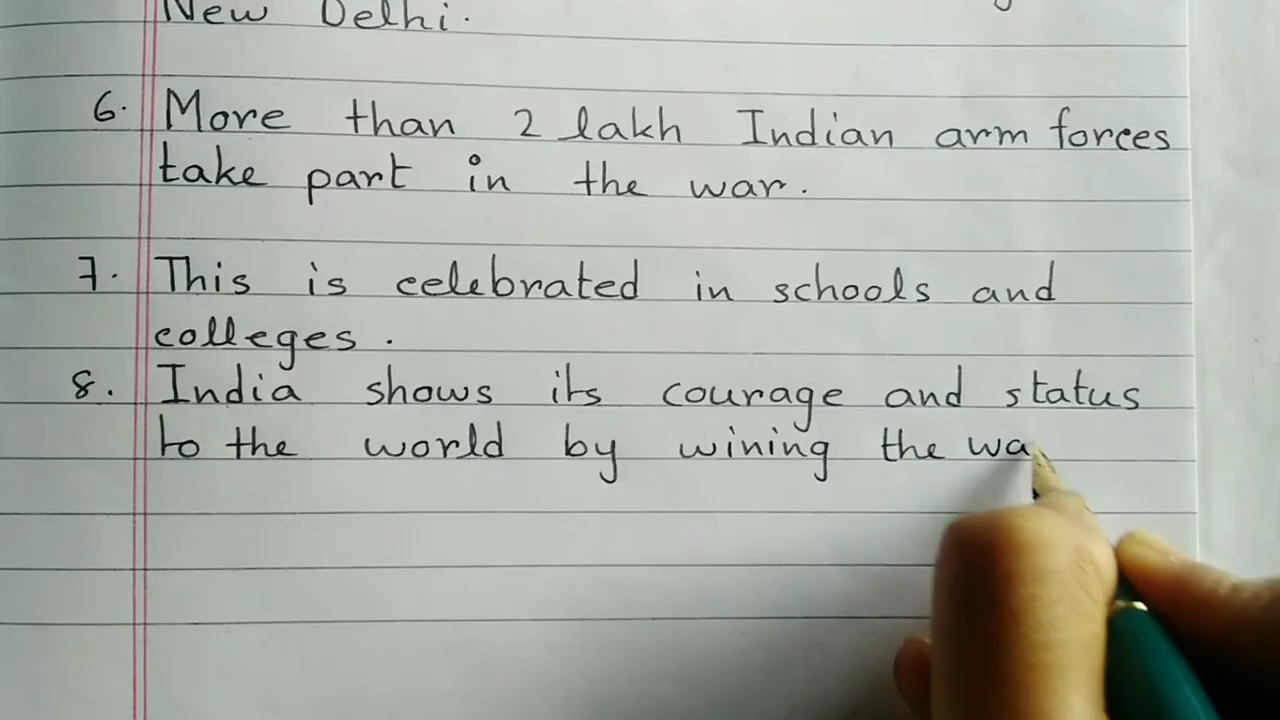 New Delhi.
6. More than 2 lakh Indian arm forces
take part in the war.
7. This is celebrated in schools and
colleges.
8. India shows its courage and status
to the world by wining the wa